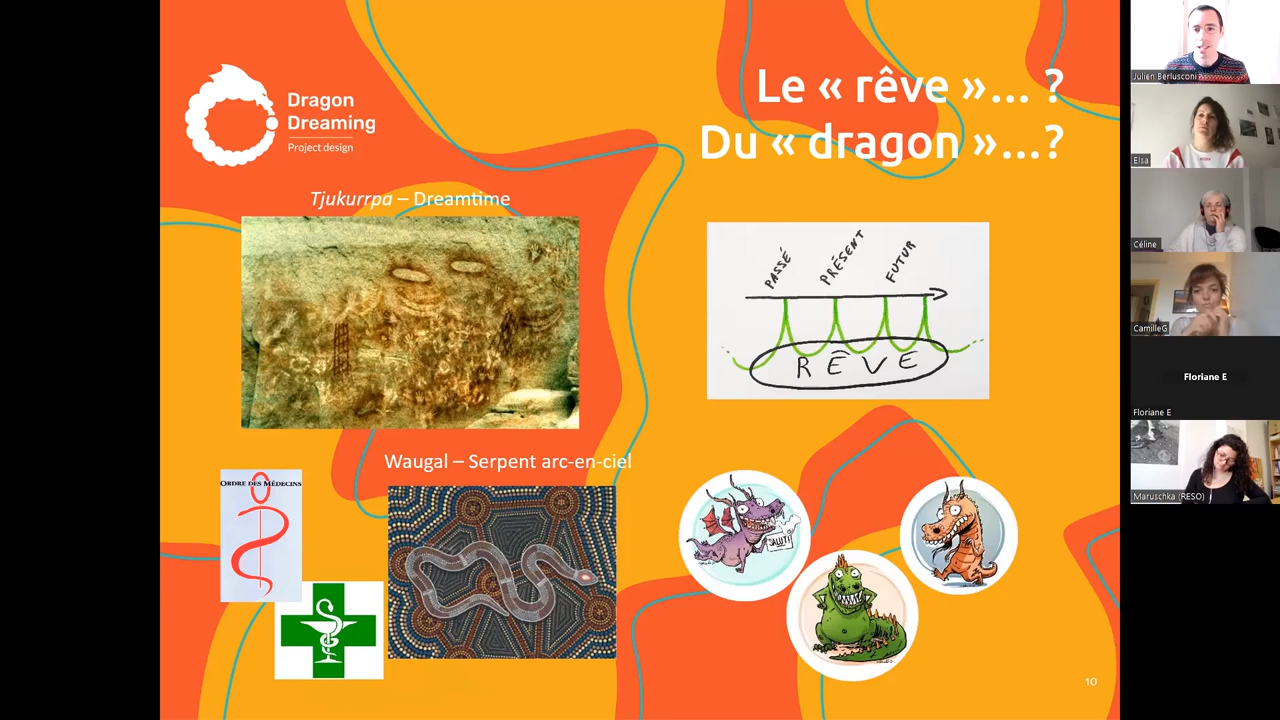 Dragon
Dreaming
Project design
Le « rêve »... ?
Du « dragon »...?
Tjukurrpa – Dreamtime
PASSÉ
PRÉSENT
FUTUR
RÊVE
Waugal – Serpent arc-en-ciel
ORDRE DES MÉDECINS
SALUT!
10
Julien Berlusconi
Elsa
Céline
CamilleG
Floriane E
Floriane E
Maruschka (RESO)